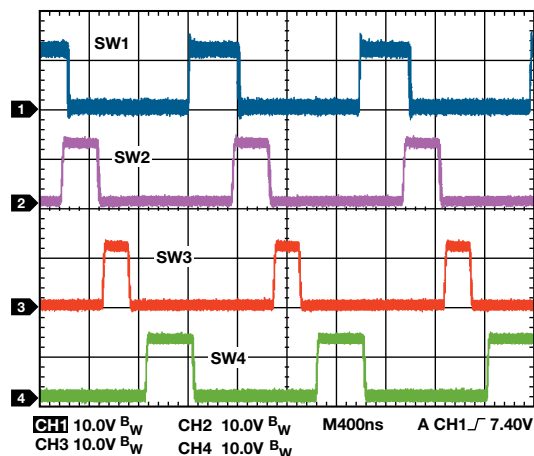 SW1
1
SW2
2
SW3
3
SW4
4
CH1 10.0V BW CH2 10.0V BW M400ns A CH1 7.40V
CH3 10.0V BW CH4 10.0V BW